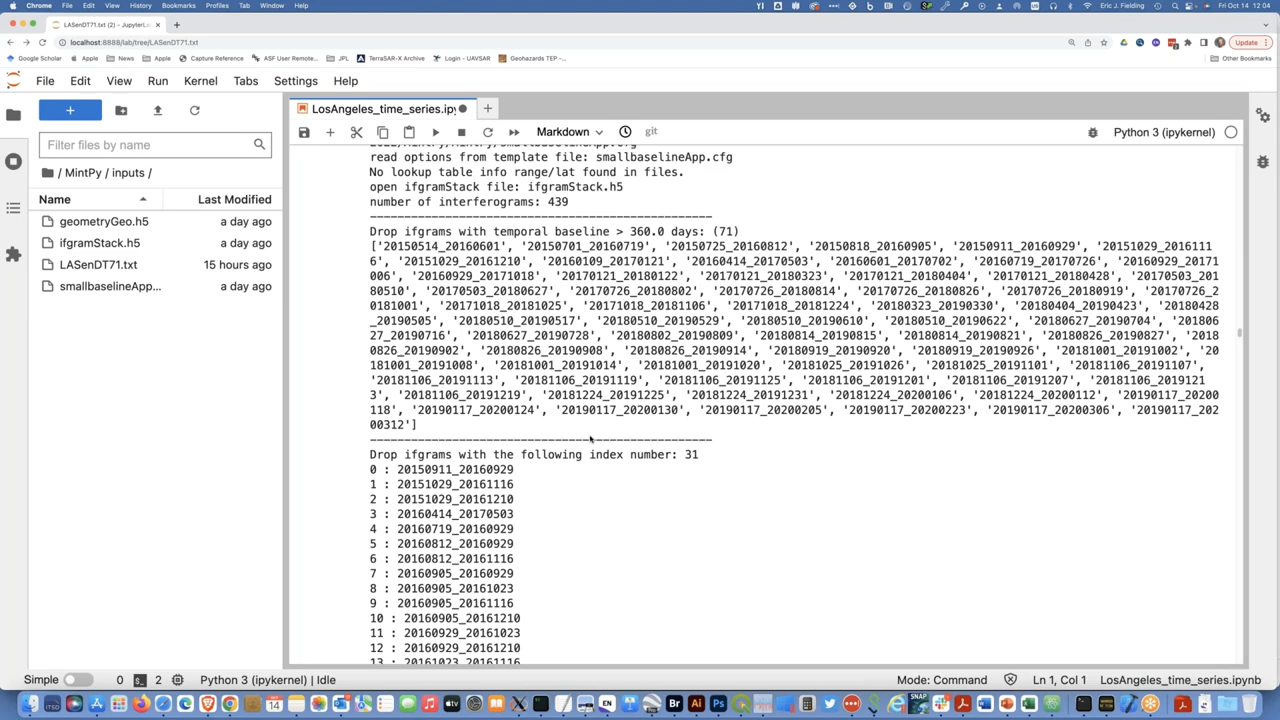 Chrome File Edit View History Bookmarks Profiles Tab Window Help Eric J. Fielding Fri Oct 14 12:04
LASenDT71.txt (2) - JupyterL
localhost:8888/lab/tree/LASenDT71.txt Update
Google Scholar Apple News Apple Capture Reference ASF User Remote... JPL TerraSAR-X Archive Login - UAVSAR Geohazards TEP -... Other Bookmarks
File Edit View Run Kernel Tabs Settings Help
LosAngeles_time_series.ipy
Filter files by name
Markdown git Python 3 (ipykernel)
/ MintPy / inputs /
Name Last Modified
geometryGeo.h5 a day ago
ifgramStack.h5 a day ago
LASenDT.txt 15 hours ago
smallbaselineApp... a day ago
read options from template file: smallbaselineApp.cfg
No lookup table info range/lat found in files.
open ifgramStack file: ifgramStack.h5
number of interferograms: 439
--------------------------------------------------
Drop ifgrams with temporal baseline > 360.0 days: (71)
['20150514_20160601', '20150701_20160719', '20150725_20160812', '20150818_20160905', '20150911_20160929', '20151029_2016111
6', '20151029_20161210', '20160109_20170121', '20160414_20170503', '20160601_20170702', '20160719_20170726', '20160929_2017
1006', '20160929_20171018', '20170121_20180122', '20170121_20180323', '20170121_20180404', '20170121_20180428', '20170503_201
80510', '20170503_20180627', '20170726_20180802', '20170726_20180814', '20170726_20180826', '20170726_20180919', '20170726_
20181001', '20171018_20181025', '20171018_20181106', '20171018_20181224', '20180323_20190330', '20180404_20190423', '20180428
_20190505', '20180510_20190517', '20180510_20190529', '20180510_20190610', '20180510_20190622', '20180627_20190704', '201806
27_20190716', '20180627_20190728', '20180802_20190809', '20180814_20190815', '20180814_20190821', '20180826_20190827', '2018
0826_20190902', '20180826_20190908', '20180826_20190914', '20180919_20190920', '20180919_20190926', '20181001_20191002', '20
181001_20191008', '20181001_20191014', '20181001_20191020', '20181025_20191026', '20181025_20191101', '20181106_20191107',
'20181106_20191113', '20181106_20191119', '20181106_20191125', '20181106_20191201', '20181106_20191207', '20181106_2019121
3', '20181106_20191219', '20181224_20191225', '20181224_20191231', '20181224_20200106', '20181224_20200112', '20190117_20200
118', '20190117_20200124', '20190117_20200130', '20190117_20200205', '20190117_20200223', '20190117_20200306', '20190117_202
00312']
--------------------------------------------------
Drop ifgrams with the following index number: 31
0 : 20150911_20160929
1 : 20151029_20161116
2 : 20151029_20161210
3 : 20160414_20170503
4 : 20160719_20160929
5 : 20160812_20160929
6 : 20160812_20161116
7 : 20160905_20160929
8 : 20160905_20161023
9 : 20160905_20161116
10 : 20160905_20161210
11 : 20160929_20161023
12 : 20160929_20161210
13 : 20161023_20161116
Simple 0 2 Python 3 (ipykernel) | Idle Mode: Command Ln 1, Col 1 LosAngeles_time_series.ipynb